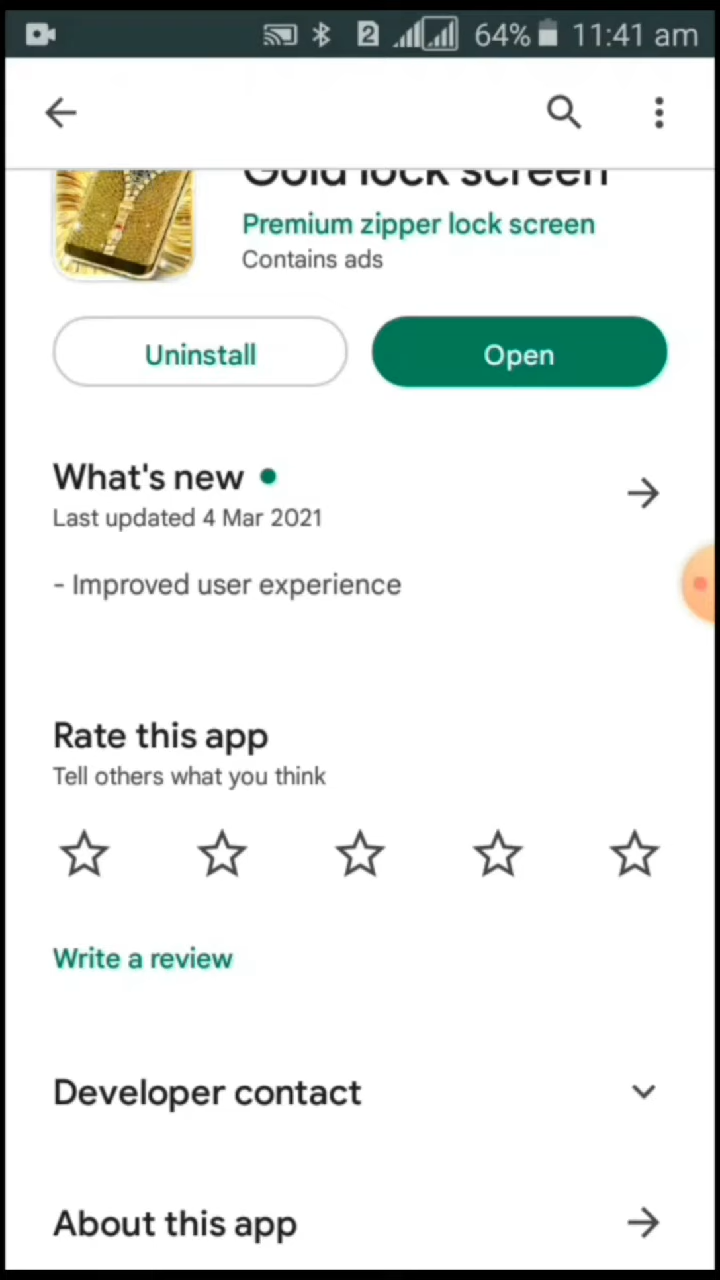 2 64% 11:41 am
Gold lock screen
Premium zipper lock screen
Contains ads
Uninstall Open
What's new
Last updated 4 Mar 2021
- Improved user experience
Rate this app
Tell others what you think
Write a review
Developer contact
About this app